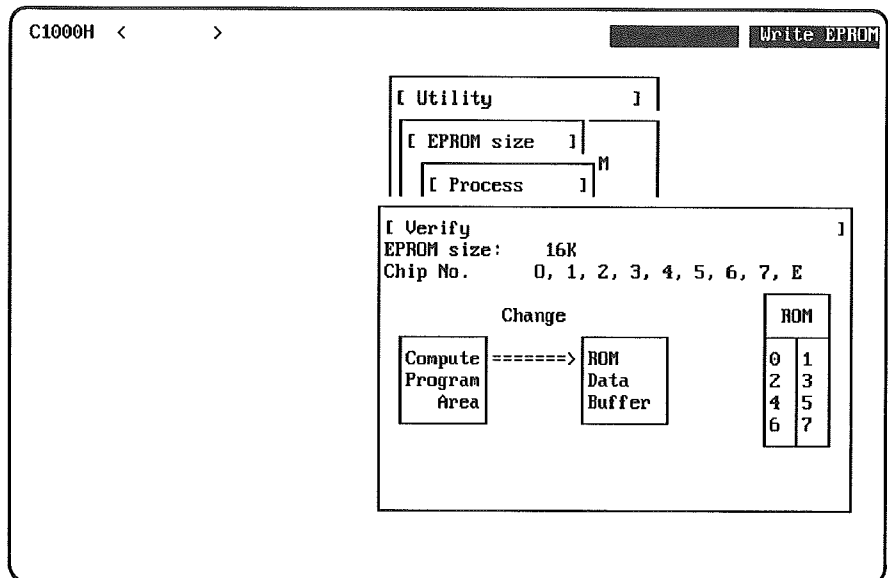 C1000H < > Write EPROM
[ Utility ]
[ EPROM size ]
M
[ Process ]
[ Verify ]
EPROM size: 16K
Chip No. 0, 1, 2, 3, 4, 5, 6, 7, E
Change ROM
Compute =======> ROM 0 1
Program Data 2 3
Area Buffer 4 5
6 7